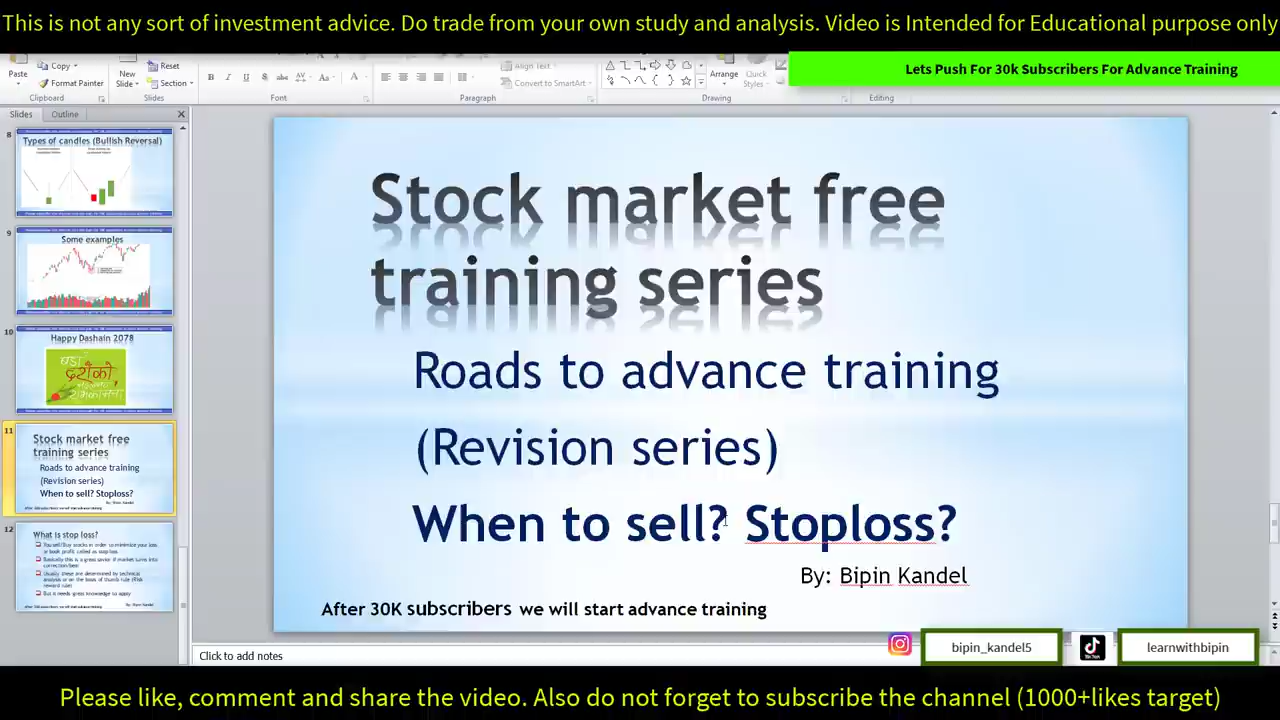 This is not any sort of investment advice. Do trade from your own study and analysis. Video is Intended for Educational purpose only
Lets Push For 30k Subscribers For Advance Training
Paste
Copy
Format Painter
Clipboard
New
Slide
Reset
Section
Slides
Font
Align Text
Convert to SmartArt
Paragraph
Arrange
Quick
Styles
Drawing
Editing
Slides
Outline
8
Types of candles (Bullish Reversal)
9
Some examples
10
Happy Dashain 2078
11
Stock market free
training series
Roads to advance training
(Revision series)
When to sell? Stoploss?
12
What is stop loss?
Stock market free
training series
Roads to advance training
(Revision series)
When to sell? Stoploss?
By: Bipin Kandel
After 30K subscribers we will start advance training
Click to add notes
bipin_kandel5
learnwithbipin
Please like, comment and share the video. Also do not forget to subscribe the channel (1000+likes target)